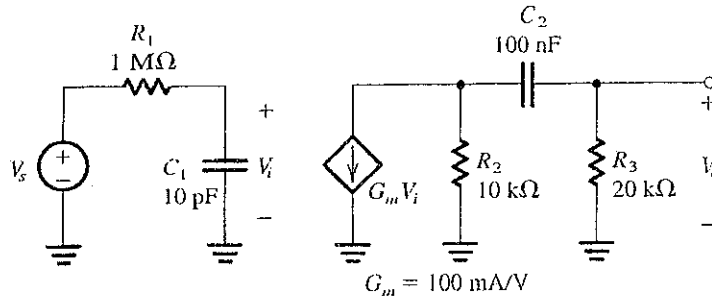 R₁
1 MΩ
C₂
100 nF
+
+
+
Vₛ
−
C₁
10 pF
Vᵢ
−
GₘVᵢ
R₂
10 kΩ
R₃
20 kΩ
−
Gₘ = 100 mA/V